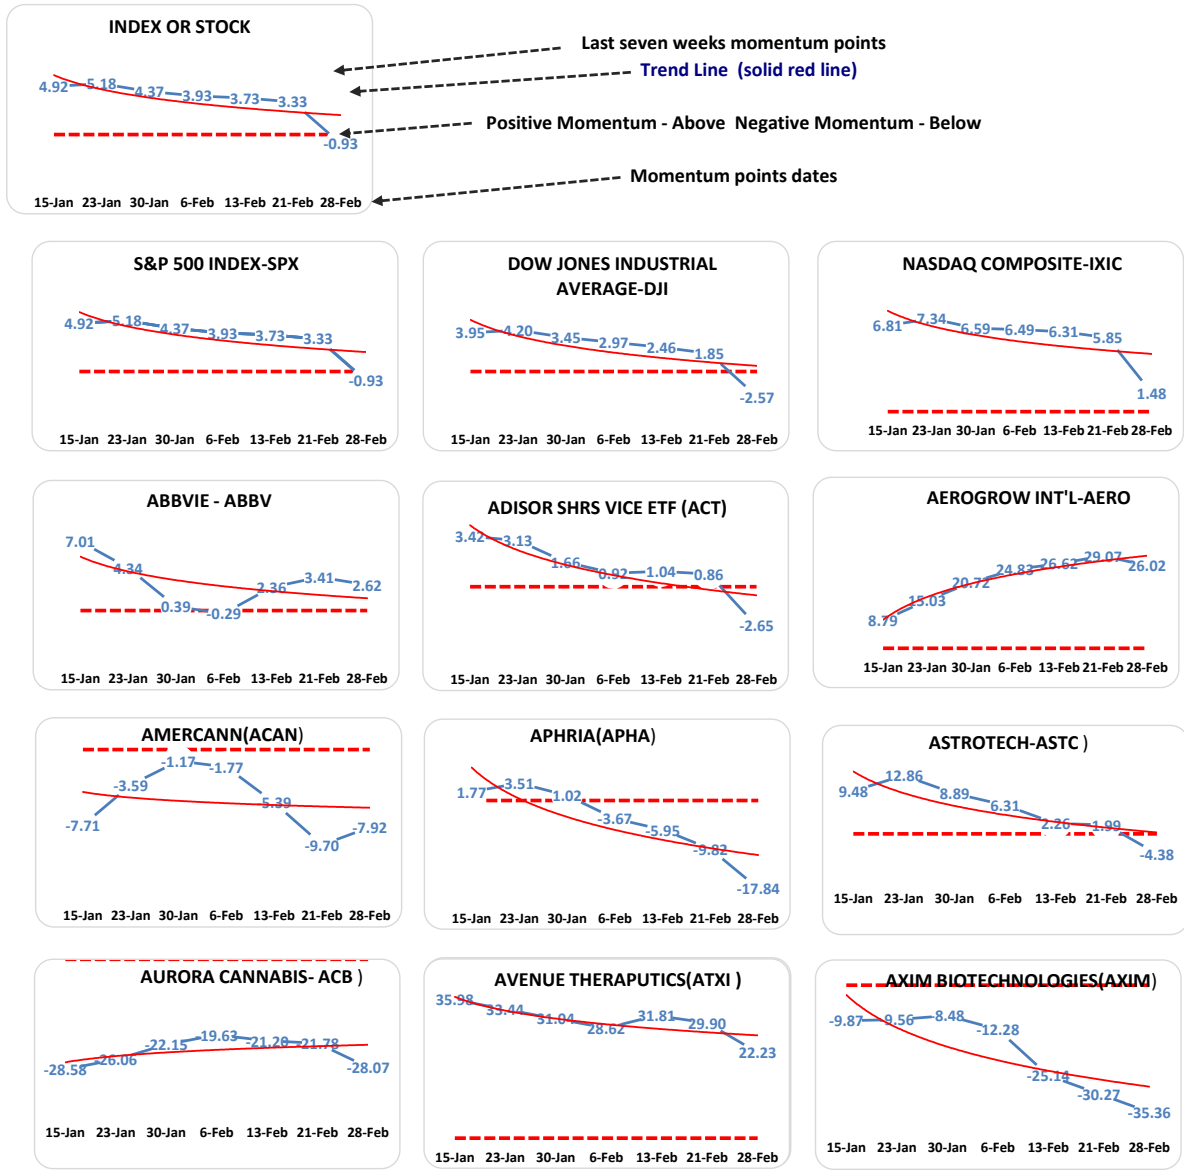 INDEX OR STOCK
Last seven weeks momentum points
Trend Line  (solid red line)
4.92 5.18 4.37 3.93 3.73 3.33
Positive Momentum - Above  Negative Momentum - Below
-0.93
Momentum points dates
15-Jan 23-Jan 30-Jan 6-Feb 13-Feb 21-Feb 28-Feb
S&P 500 INDEX-SPX
4.92 5.18 4.37 3.93 3.73 3.33 -0.93
15-Jan 23-Jan 30-Jan 6-Feb 13-Feb 21-Feb 28-Feb
DOW JONES INDUSTRIAL
AVERAGE-DJI
3.95 4.20 3.45 2.97 2.46 1.85 -2.57
15-Jan 23-Jan 30-Jan 6-Feb 13-Feb 21-Feb 28-Feb
NASDAQ COMPOSITE-IXIC
6.81 7.34 6.59 6.49 6.31 5.85 1.48
15-Jan 23-Jan 30-Jan 6-Feb 13-Feb 21-Feb 28-Feb
ABBVIE - ABBV
7.01 4.34 0.39 -0.29 2.36 3.41 2.62
15-Jan 23-Jan 30-Jan 6-Feb 13-Feb 21-Feb 28-Feb
ADISOR SHRS VICE ETF (ACT)
3.42 3.13 1.66 0.92 1.04 0.86 -2.65
15-Jan 23-Jan 30-Jan 6-Feb 13-Feb 21-Feb 28-Feb
AEROGROW INT'L-AERO
8.79 15.03 20.72 24.83 26.62 29.07 26.02
15-Jan 23-Jan 30-Jan 6-Feb 13-Feb 21-Feb 28-Feb
AMERCANN(ACAN)
-7.71 -3.59 -1.17 -1.77 5.39 -9.70 -7.92
15-Jan 23-Jan 30-Jan 6-Feb 13-Feb 21-Feb 28-Feb
APHRIA(APHA)
1.77 3.51 1.02 -3.67 -5.95 -9.82 -17.84
15-Jan 23-Jan 30-Jan 6-Feb 13-Feb 21-Feb 28-Feb
ASTROTECH-ASTC )
9.48 12.86 8.89 6.31 2.26 1.99 -4.38
15-Jan 23-Jan 30-Jan 6-Feb 13-Feb 21-Feb 28-Feb
AURORA CANNABIS- ACB )
-28.58 -26.06 -22.15 -19.63 -21.20 -21.78 -28.07
15-Jan 23-Jan 30-Jan 6-Feb 13-Feb 21-Feb 28-Feb
AVENUE THERAPUTICS(ATXI )
35.98 33.44 31.04 28.62 31.81 29.90 22.23
15-Jan 23-Jan 30-Jan 6-Feb 13-Feb 21-Feb 28-Feb
AXIM BIOTECHNOLOGIES(AXIM)
-9.87 9.56 -8.48 -12.28 -25.14 -30.27 -35.36
15-Jan 23-Jan 30-Jan 6-Feb 13-Feb 21-Feb 28-Feb